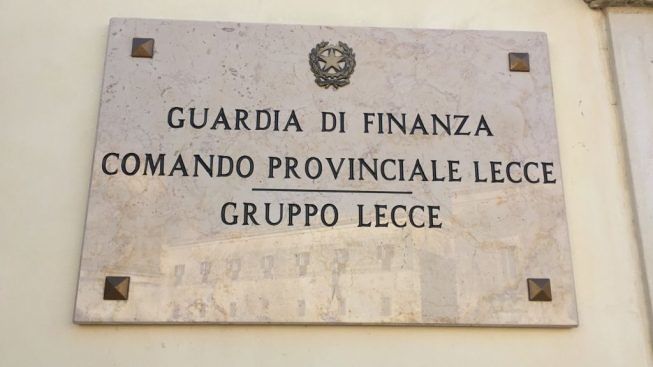 GUARDIA DI FINANZA
COMANDO PROVINCIALE LECCE
GRUPPO LECCE